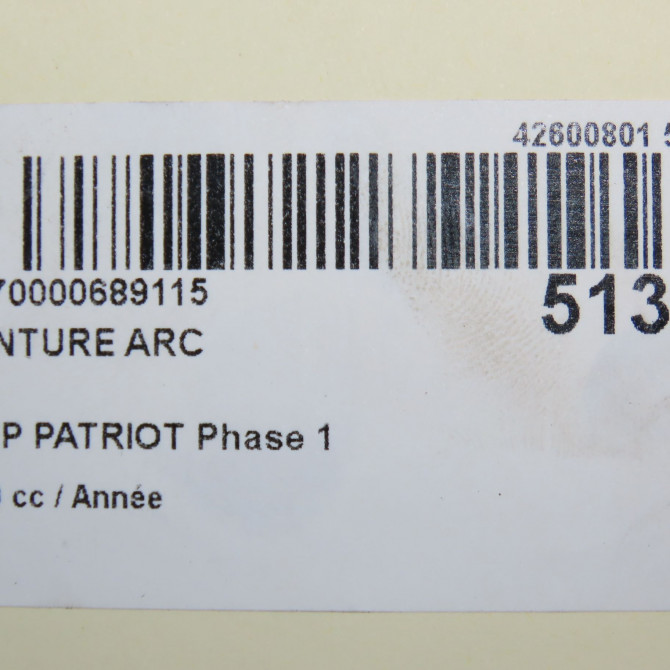 42600801 5
70000689115
513
NTURE ARC
P PATRIOT Phase 1
cc / Année